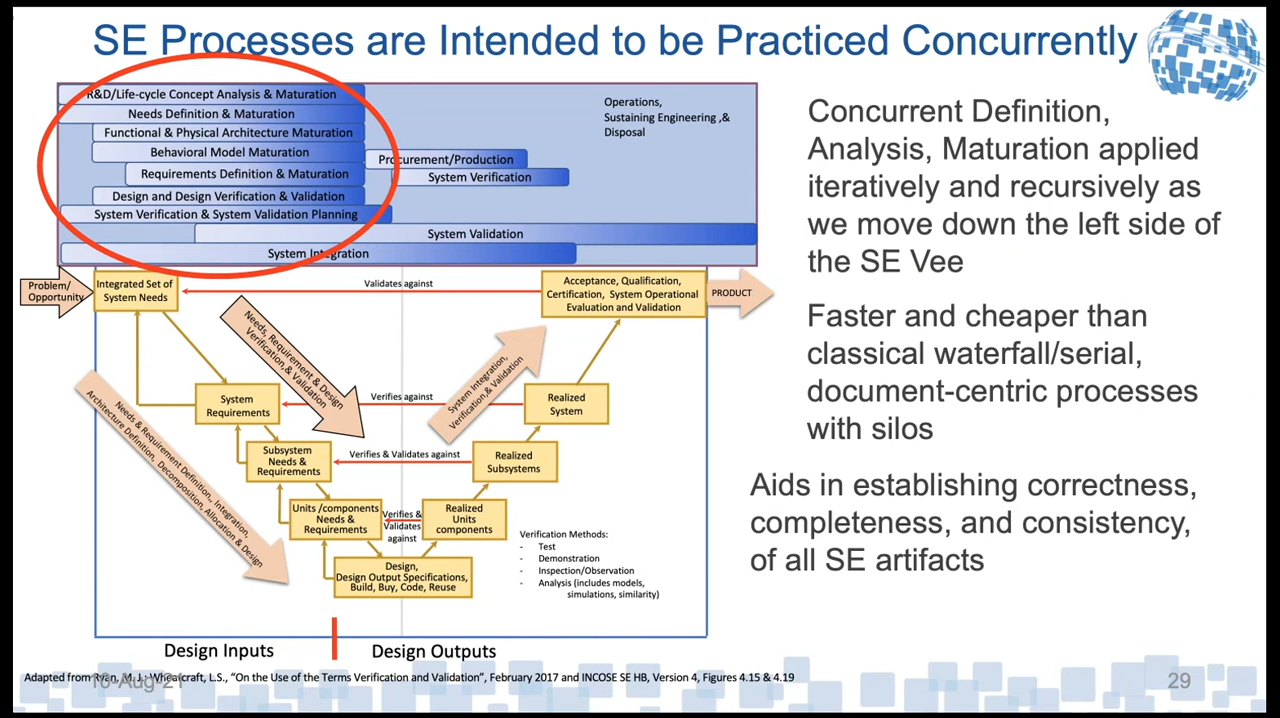 SE Processes are Intended to be Practiced Concurrently
R&D/Life-cycle Concept Analysis & Maturation
Needs Definition & Maturation
Functional & Physical Architecture Maturation
Behavioral Model Maturation
Requirements Definition & Maturation
Design and Design Verification & Validation
System Verification & System Validation Planning
System Validation
System Integration
Procurement/Production
System Verification
Operations,
Sustaining Engineering ,&
Disposal
Problem/
Opportunity
Integrated Set of
System Needs
Validates against
Acceptance, Qualification,
Certification, System Operational
Evaluation and Validation
PRODUCT
Needs, Requirement & Design
Verification,& Validation
System Integration,
Verification,& Validation
Needs & Requirement Definition,, Integration,
Architecture Definition, Decomposition, Allocation & Design
System
Requirements
Verifies against
Realized
System
Subsystem
Needs &
Requirements
Verifies & Validates against
Realized
Subsystems
Units /components
Needs &
Requirements
Verifies &
Validates
against
Realized
Units
components
Design,
Design Output Specifications,
Build, Buy, Code, Reuse
Verification Methods:
- Test
- Demonstration
- Inspection/Observation
- Analysis (includes models,
simulations, similarity)
Design Inputs
Design Outputs
Concurrent Definition,
Analysis, Maturation applied
iteratively and recursively as
we move down the left side of
the SE Vee
Faster and cheaper than
classical waterfall/serial,
document-centric processes
with silos
Aids in establishing correctness,
completeness, and consistency,
of all SE artifacts
Adapted from Ryan, M. J.; Wheatcraft, L.S., “On the Use of the Terms Verification and Validation”, February 2017 and INCOSE SE HB, Version 4, Figures 4.15 & 4.19
16-Aug-21
29